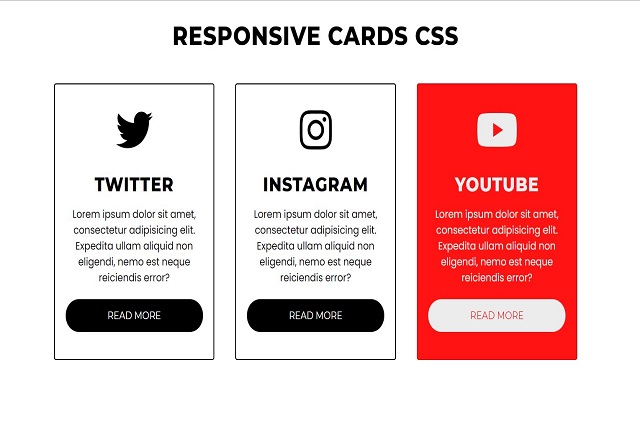 RESPONSIVE CARDS CSS
TWITTER
Lorem ipsum dolor sit amet,
consectetur adipisicing elit.
Expedita ullam aliquid non
eligendi, nemo est neque
reiciendis error?
READ MORE
INSTAGRAM
Lorem ipsum dolor sit amet,
consectetur adipisicing elit.
Expedita ullam aliquid non
eligendi, nemo est neque
reiciendis error?
READ MORE
YOUTUBE
Lorem ipsum dolor sit amet,
consectetur adipisicing elit.
Expedita ullam aliquid non
eligendi, nemo est neque
reiciendis error?
READ MORE